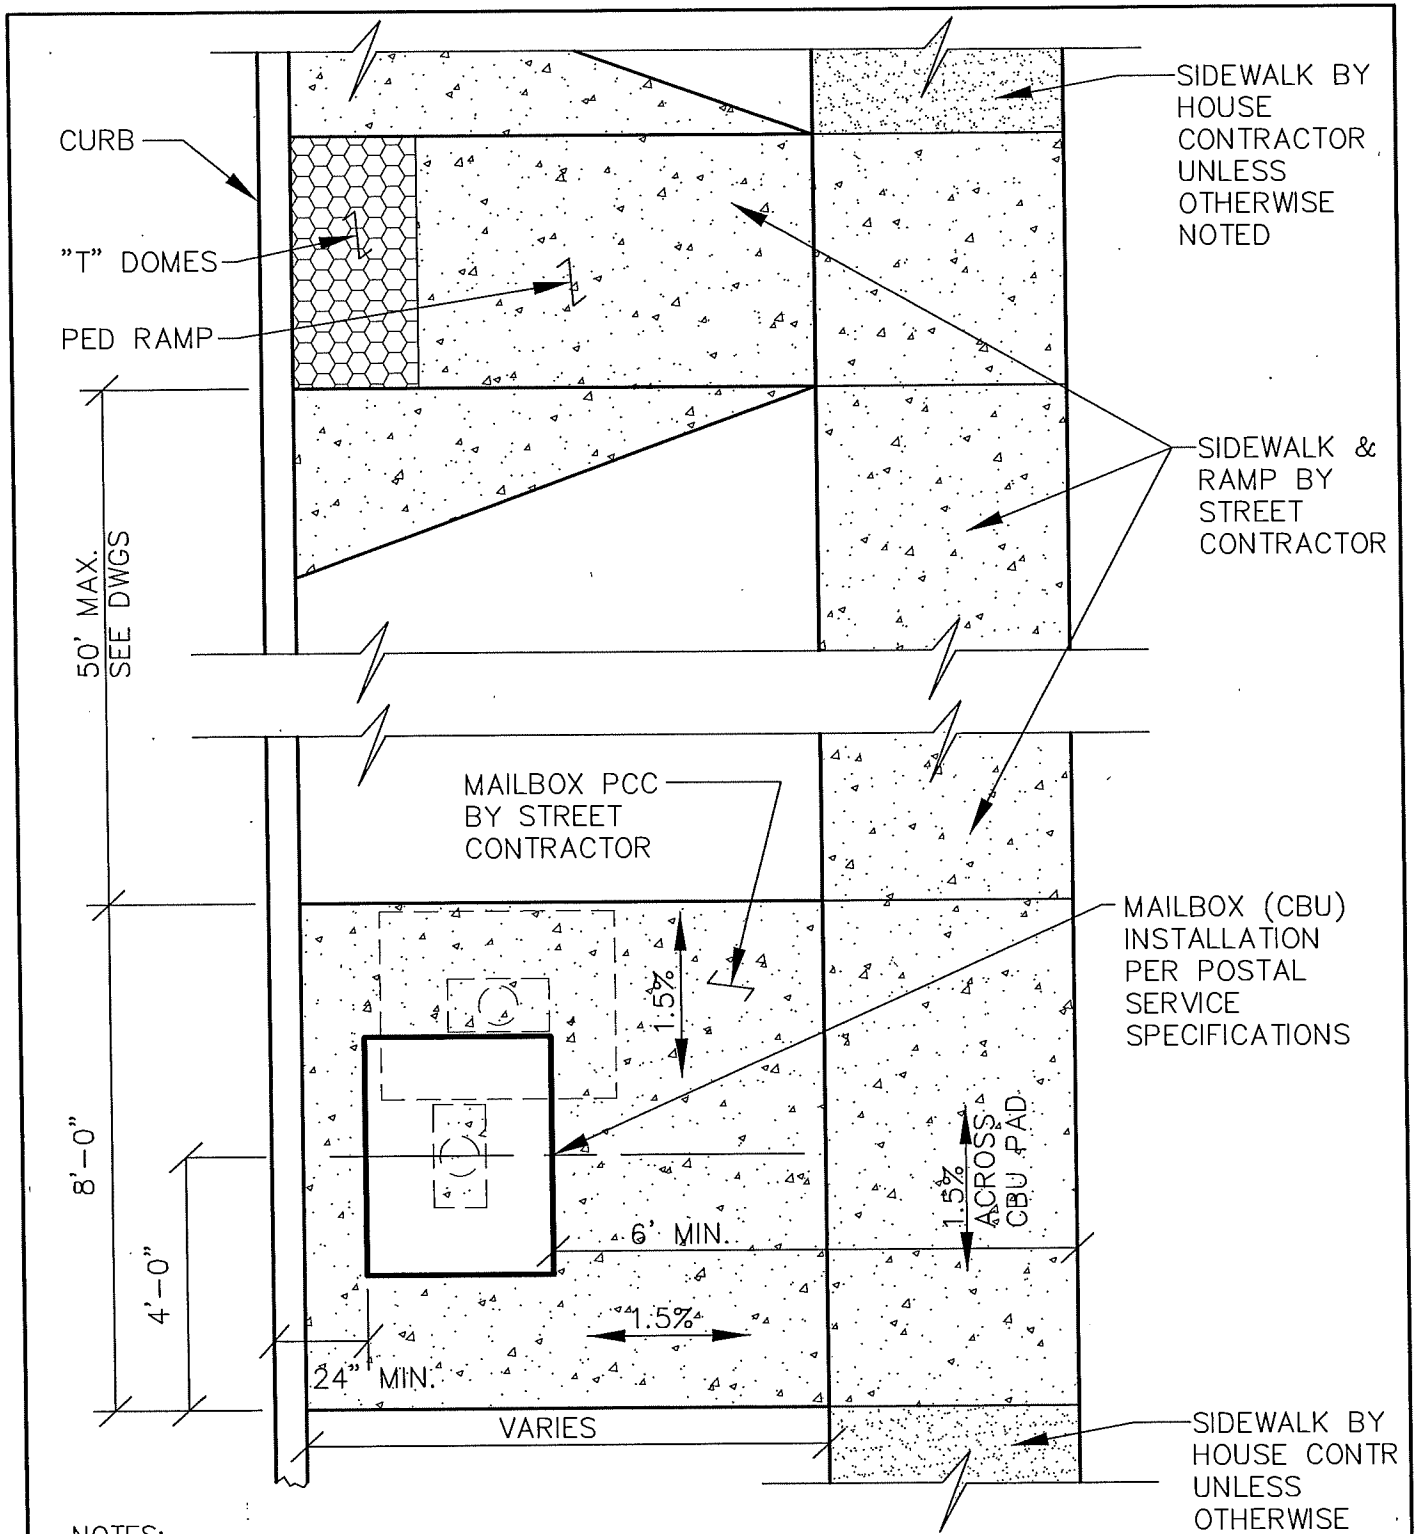 SIDEWALK BY
HOUSE
CONTRACTOR
UNLESS
OTHERWISE
NOTED
CURB
"T" DOMES
PED RAMP
SIDEWALK &
RAMP BY
STREET
CONTRACTOR
50' MAX.
SEE DWGS
MAILBOX PCC
BY STREET
CONTRACTOR
MAILBOX (CBU)
INSTALLATION
PER POSTAL
SERVICE
SPECIFICATIONS
1.5%
8'-0"
4'-0"
1.5%
ACROSS
CBU PAD
6' MIN.
1.5%
24" MIN.
VARIES
SIDEWALK BY
HOUSE CONTR
UNLESS
OTHERWISE
NOTES: